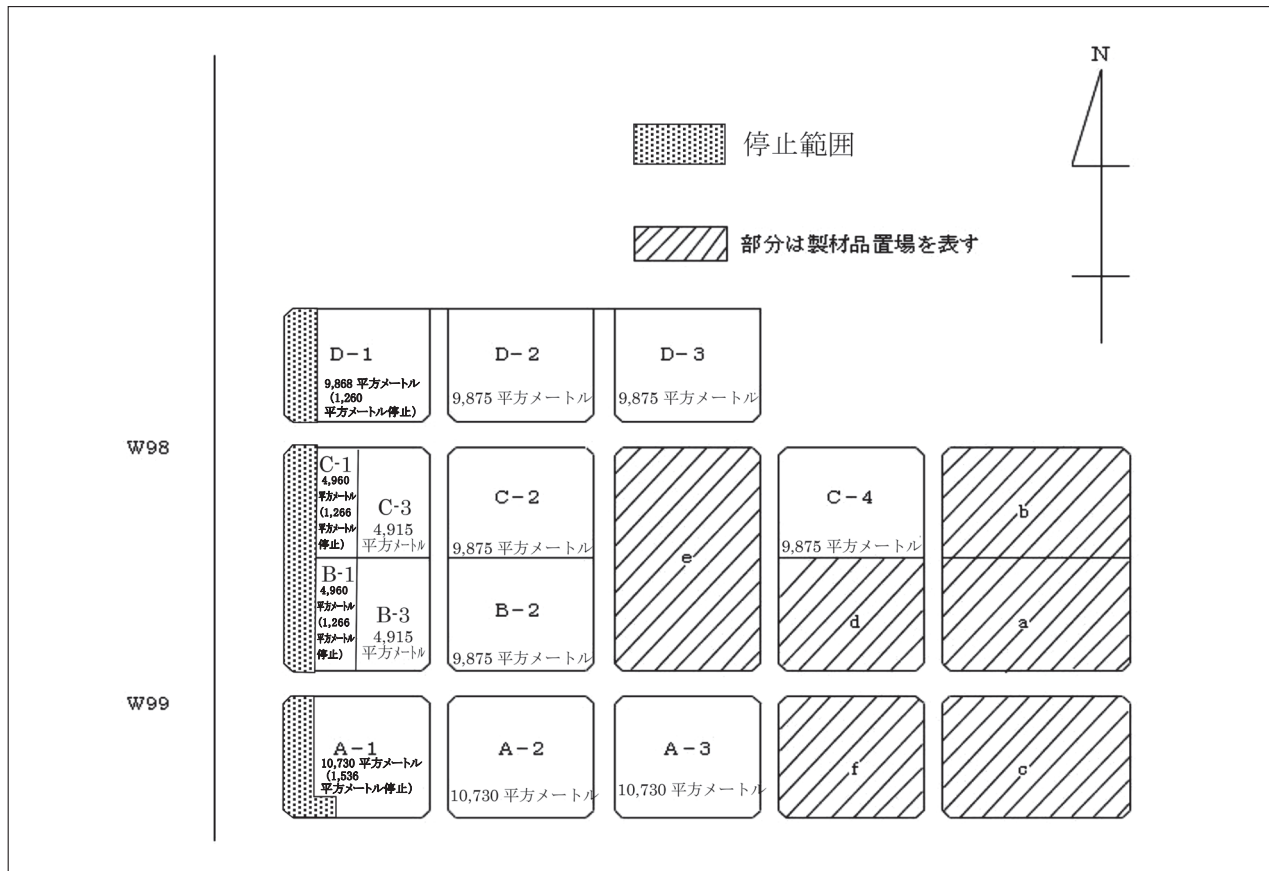 N
停止範囲
部分は製材品置場を表す
D-1
9,868 平方メートル
(1,260
平方メートル停止)
D-2
9,875 平方メートル
D-3
9,875 平方メートル
W98
C-1
4,960
平方メートル
(1,266
平方メートル
停止)
C-3
4,915
平方メートル
C-2
9,875 平方メートル
e
C-4
9,875 平方メートル
b
B-1
4,960
平方メートル
(1,266
平方メートル
停止)
B-3
4,915
平方メートル
B-2
9,875 平方メートル
d
a
W99
A-1
10,730 平方メートル
(1,536
平方メートル停止)
A-2
10,730 平方メートル
A-3
10,730 平方メートル
f
c